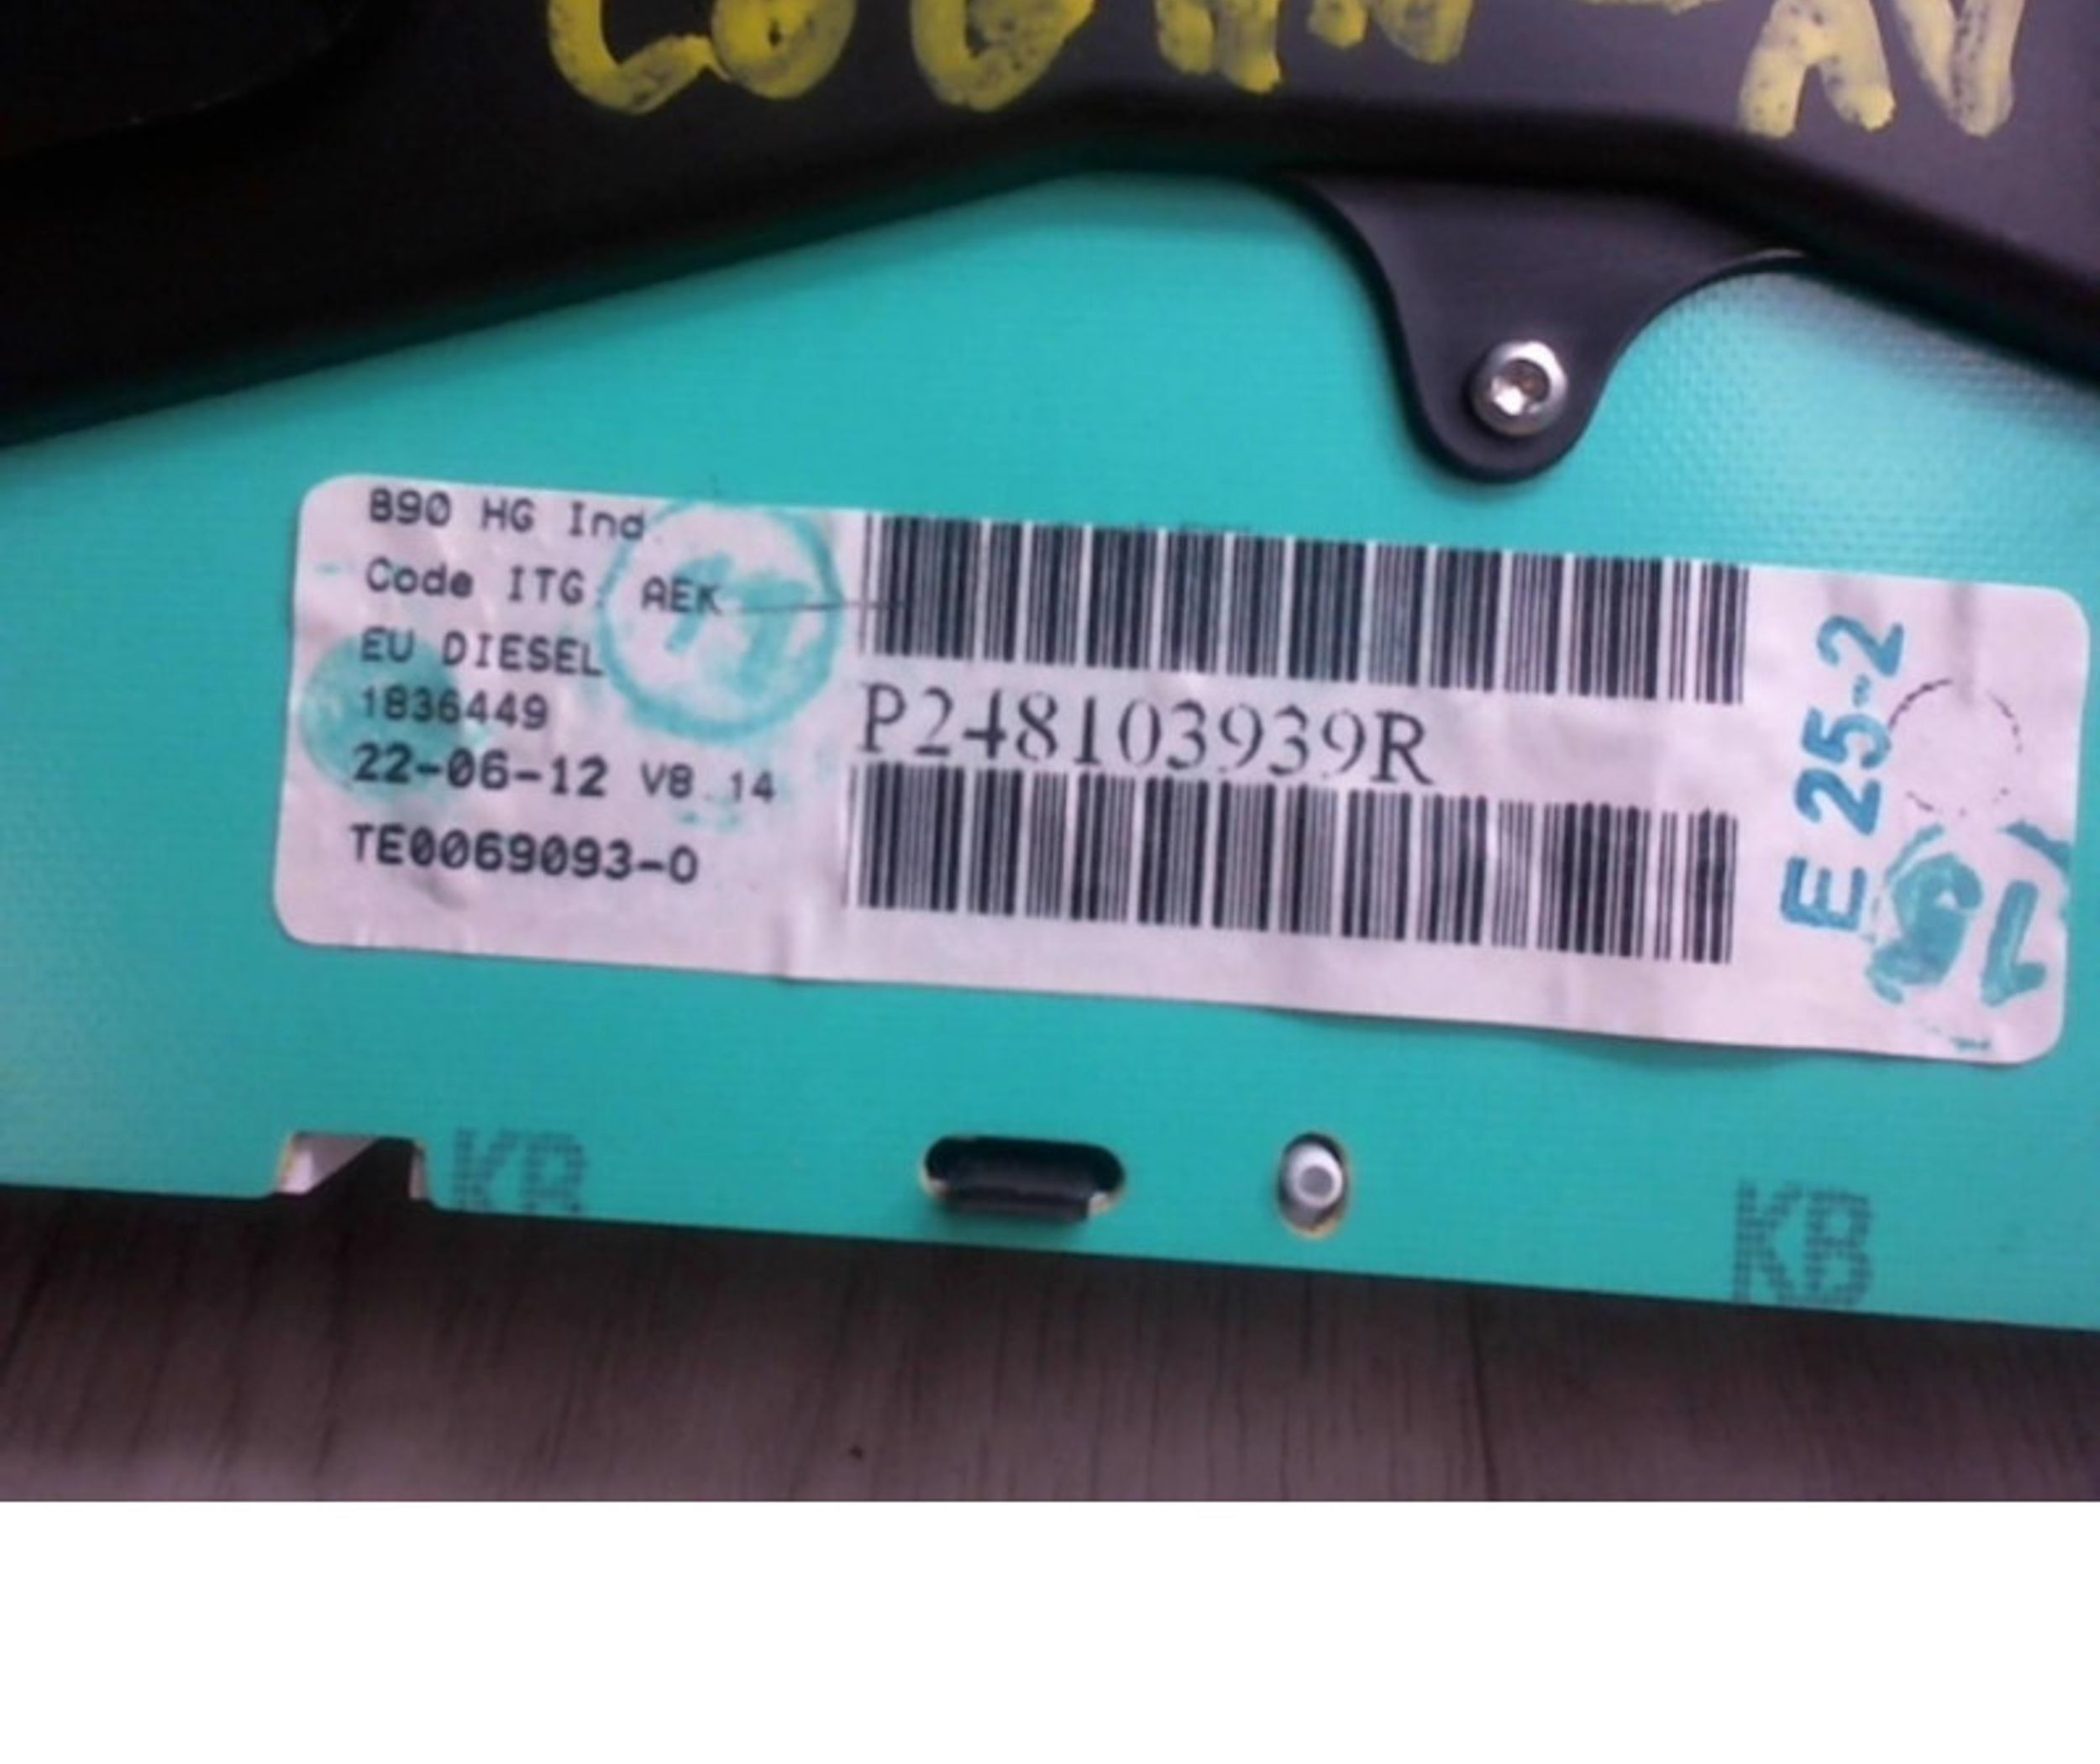 B90 HG Ind
Code ITG AEK
EU DIESEL
1836449
22-06-12 V8.14
TE0069093-0
P248103939R
E 25-2
KB
KB